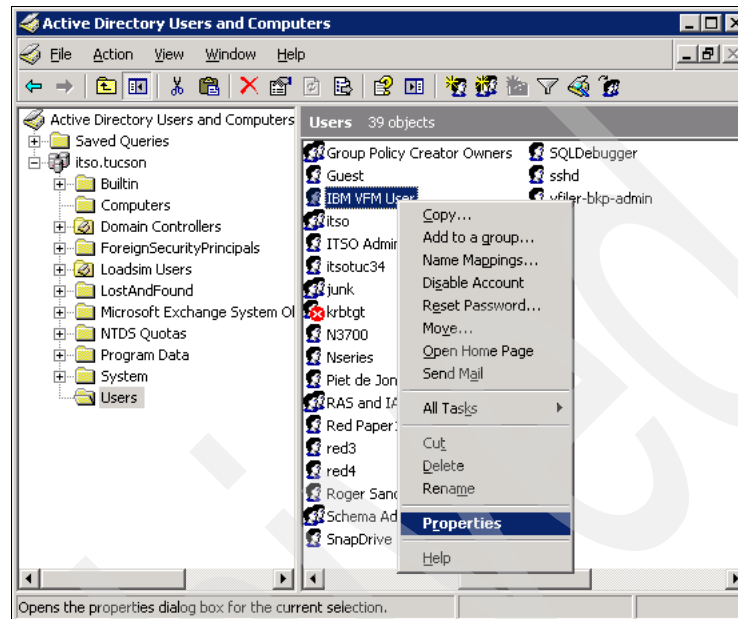 Active Directory Users and Computers
File Action View Window Help
Active Directory Users and Computers
Saved Queries
itso.tucson
Builtin
Computers
Domain Controllers
ForeignSecurityPrincipals
Loadsim Users
LostAndFound
Microsoft Exchange System
NTDS Quotas
Program Data
System
Users
Users 39 objects
Group Policy Creator Owners
Guest
IBM VFM User
itso
ITSO Admi
itsotuc34
junk
krbtgt
N3700
Nseries
Piet de Jon
RAS and IA
Red Paper
red3
red4
Roger Sand
Schema Ad
SnapDrive
SQLDebugger
sshd
vfiler-bkp-admin
Copy...
Add to a group...
Name Mappings...
Disable Account
Reset Password...
Move...
Open Home Page
Send Mail
All Tasks
Cut
Delete
Rename
Properties
Help
Opens the properties dialog box for the current selection.